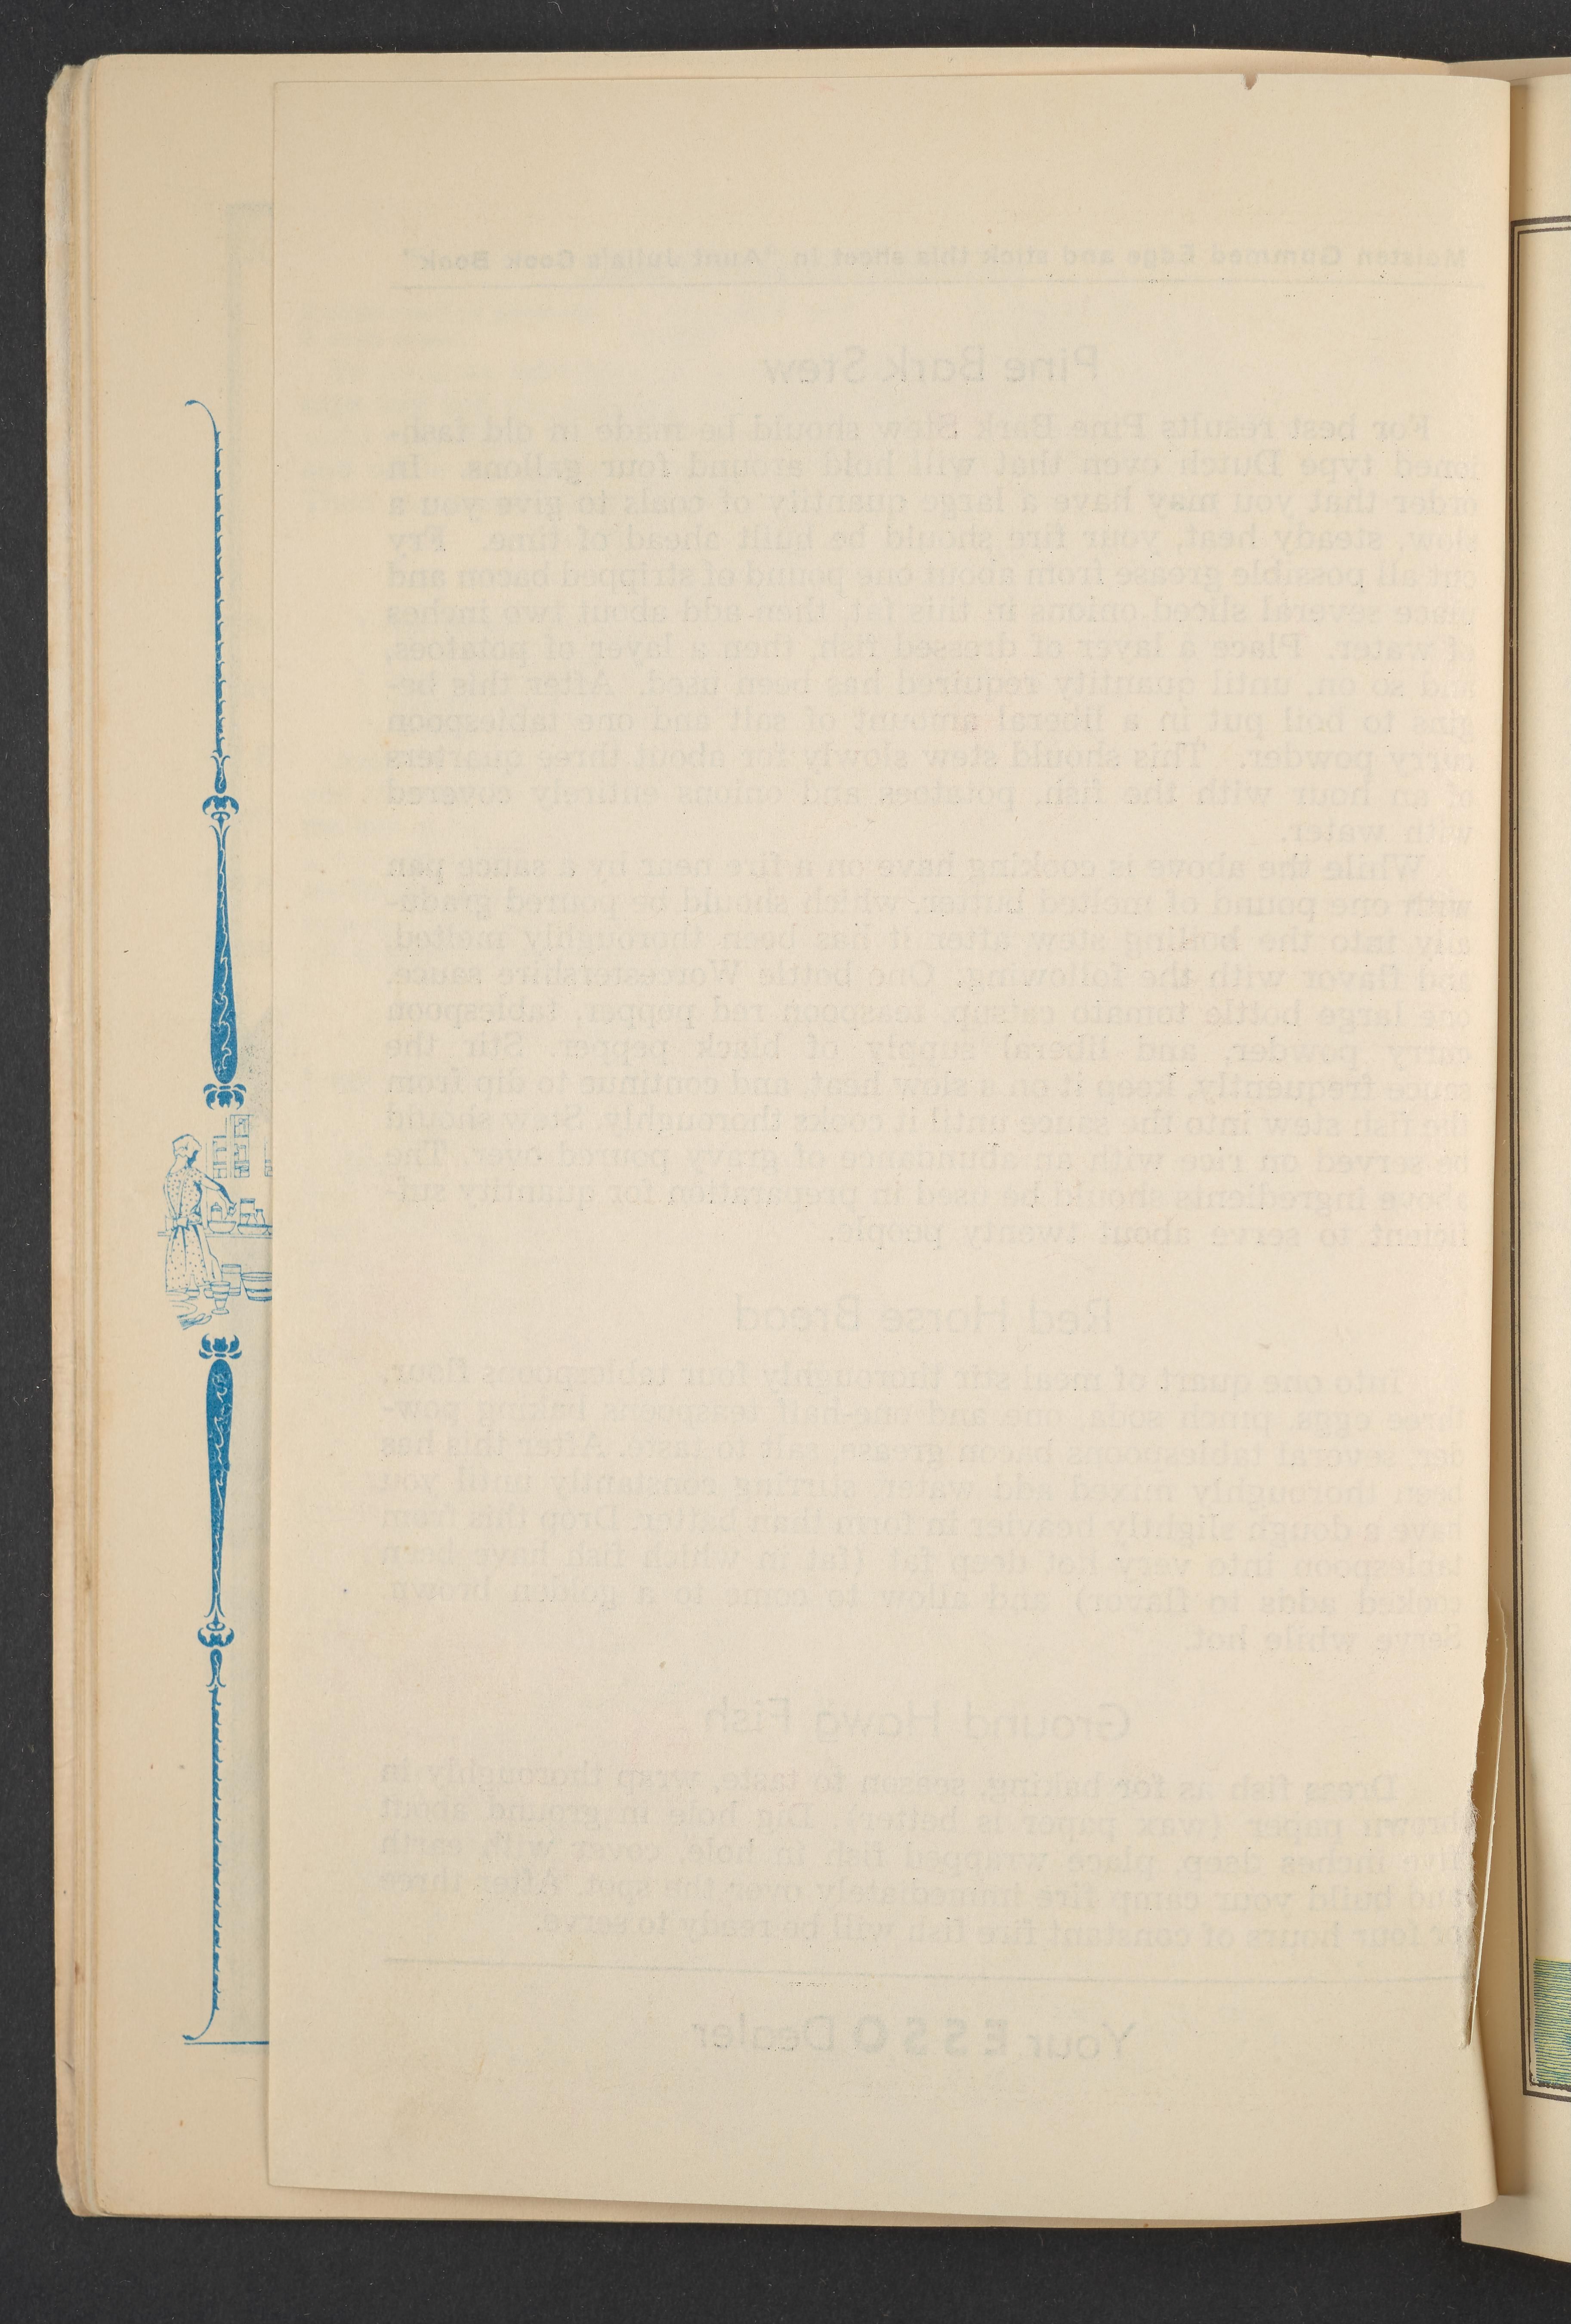 Moisten Gummed Edge and stick this sheet in "Aunt Julia's Cook Book"
Pine Bark Stew
For best results Pine Bark Stew should be made in old fash-
ioned type Dutch oven that will hold around four gallons. In
order that you may have a large quantity of coals to give you a
slow, steady heat, your fire should be built ahead of time. Fry
out all possible grease from about one pound of stripped bacon and
place several sliced onions in this fat, then add about two inches
of water. Place a layer of dressed fish, then a layer of potatoes,
and so on, until quantity required has been used. After this be-
gins to boil put in a liberal amount of salt and one tablespoon
curry powder. This should stew slowly for about three quarters
of an hour with the fish, potatoes and onions entirely covered
with water.
While the above is cooking have on a fire near by a sauce pan
with one pound of melted butter which should be poured gradu-
ally into the boiling stew after it has been thoroughly melted,
and flavor with the following: One bottle Worcestershire sauce,
one large bottle tomato catsup, teaspoon red pepper, tablespoon
curry powder, and liberal supply of black pepper. Stir the
sauce frequently, keep it on a slow heat and continue to dip from
the fish stew into the sauce until it cooks thoroughly. Stew should
be served on rice with an abundance of gravy poured over. The
above ingredients should be used in preparation for quantity suf-
ficient to serve about twenty people.
Red Horse Bread
Into one quart of meal stir thoroughly four tablespoons flour,
three eggs, pinch soda, one and one-half teaspoons baking pow-
der, several tablespoons bacon grease, salt to taste. After this has
been thoroughly mixed add water, stirring constantly until you
have a dough slightly heavier in form than batter. Drop this from
tablespoon into very hot deep fat (fat in which fish have been
cooked adds to flavor) and allow to come to a golden brown.
Serve while hot.
Ground Hawg Fish
Dress fish as for baking, season to taste, wrap thoroughly in
brown paper (wax paper is better). Dig hole in ground about
five inches deep, place wrapped fish in hole, cover with earth
and build your camp fire immediately over the spot. After three
or four hours of constant fire fish will be ready to serve.
Your ESSO Dealer